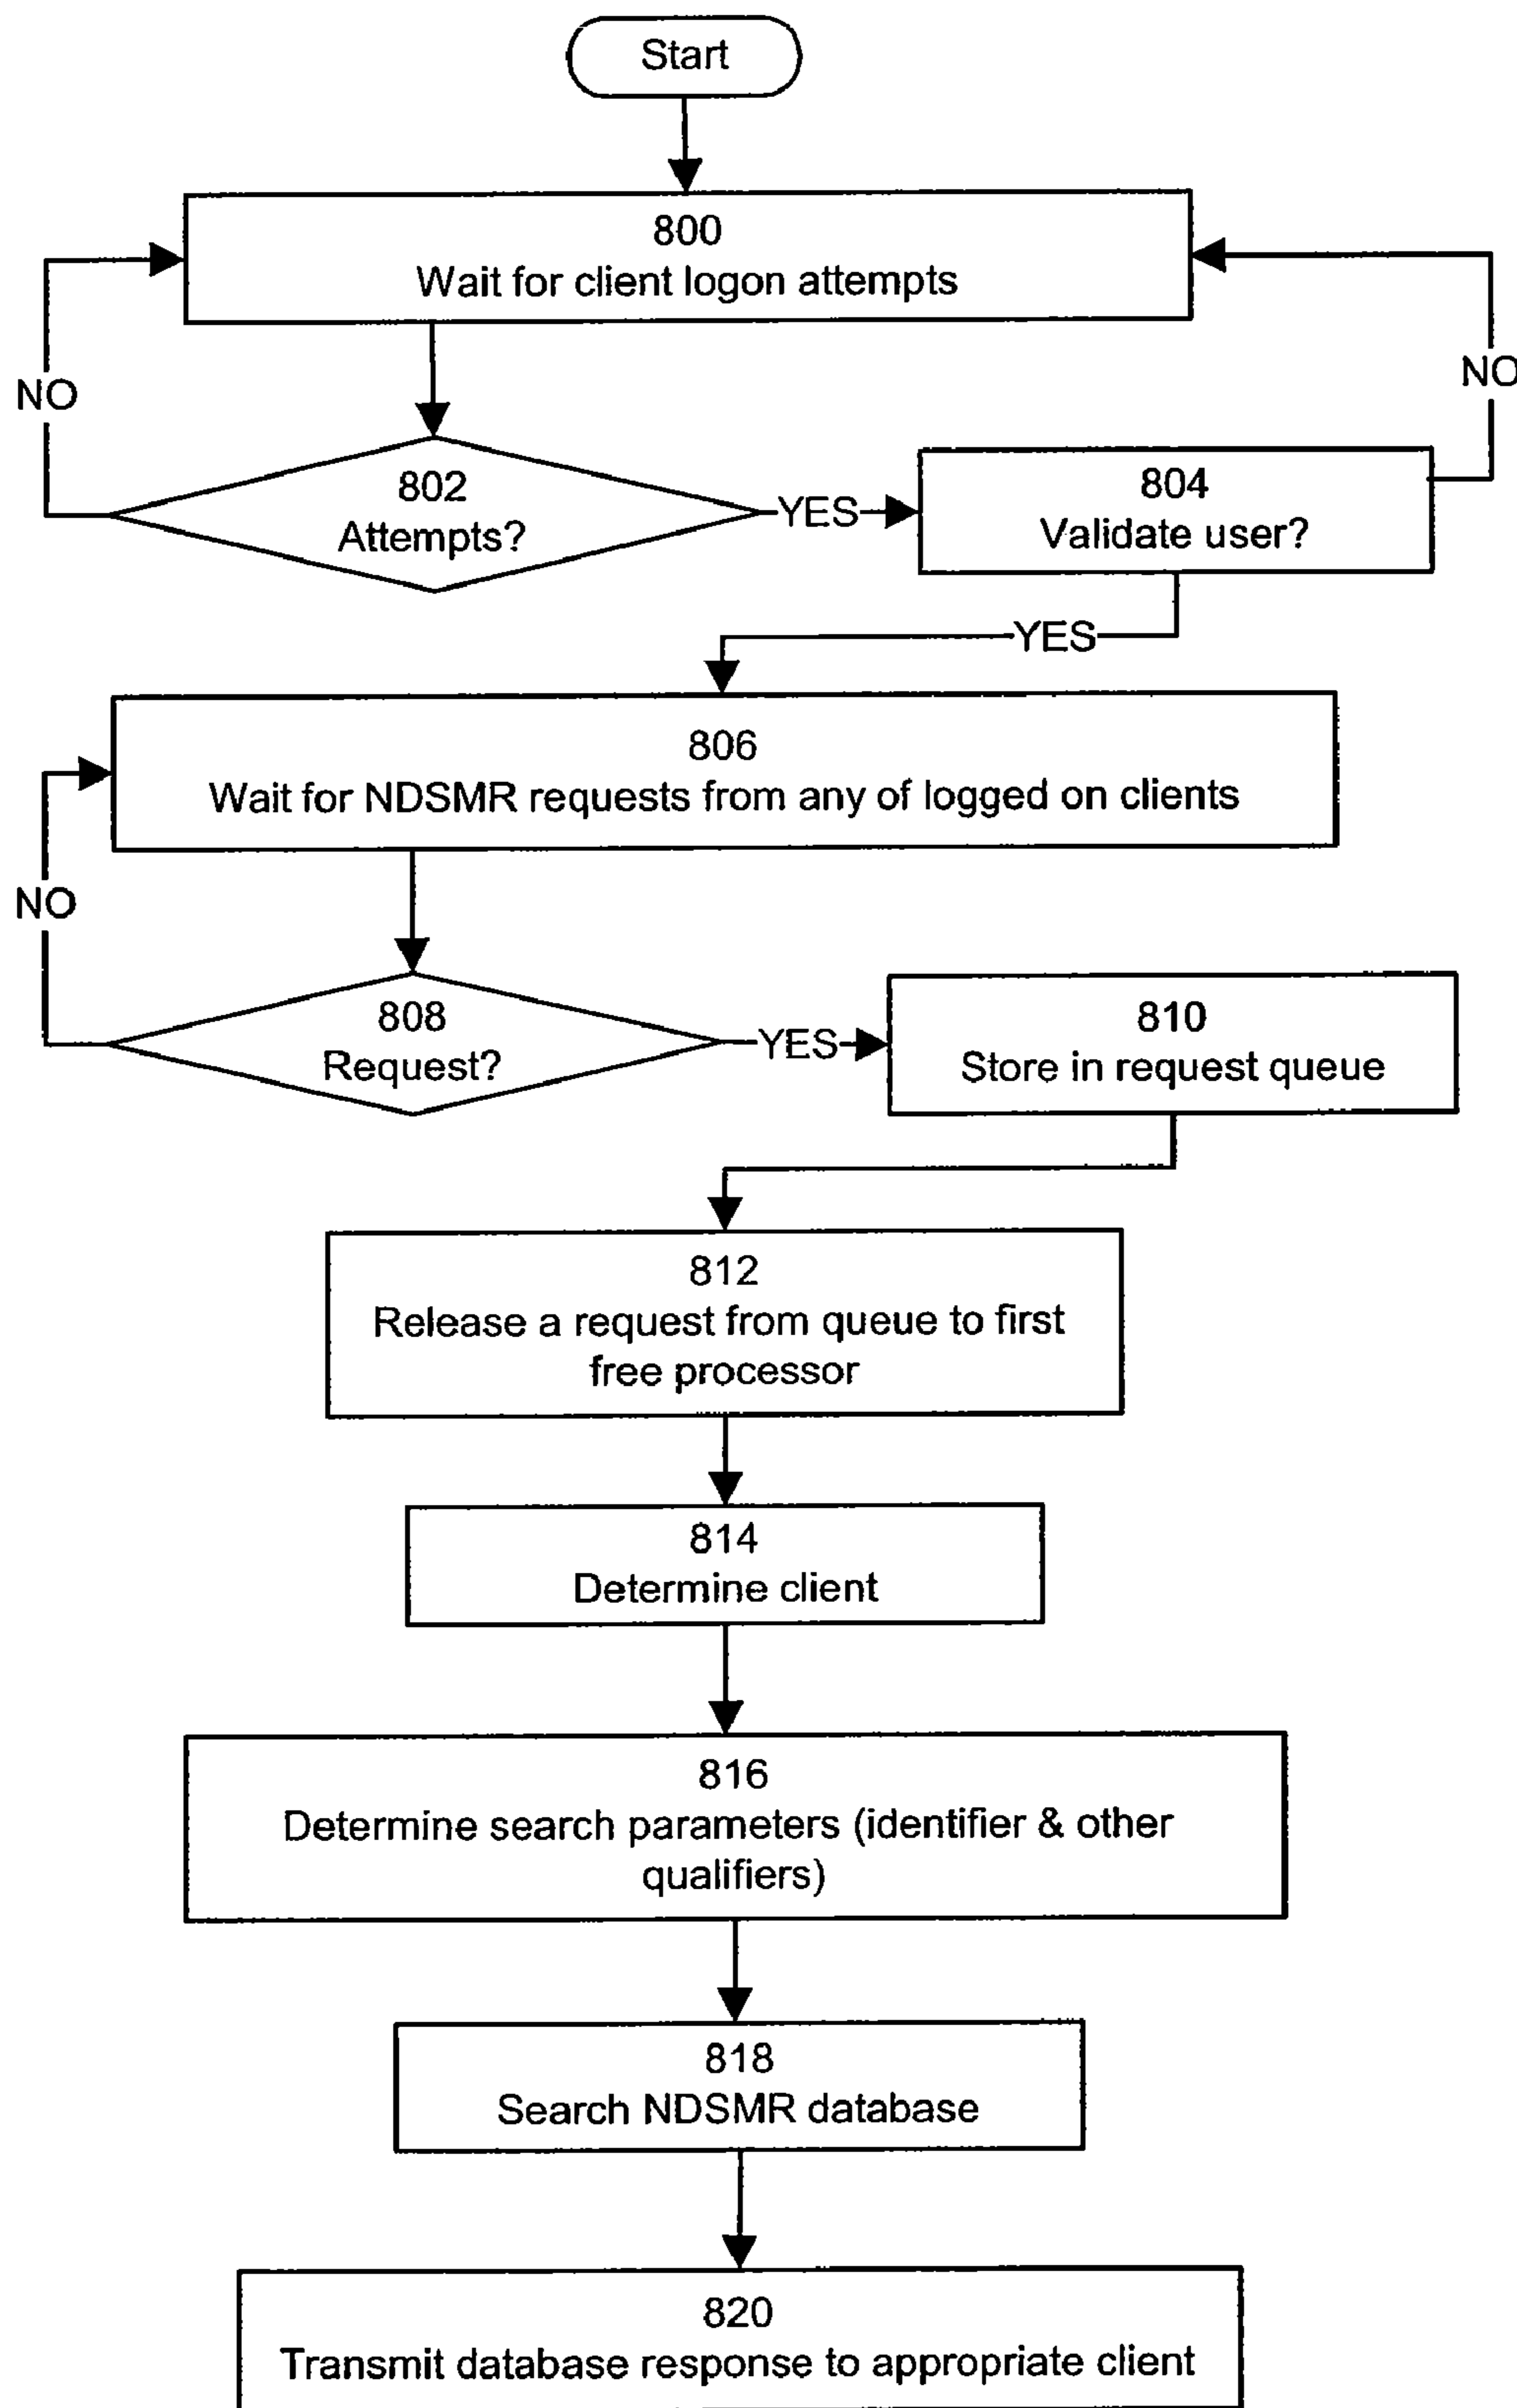 Start
800
Wait for client logon attempts
NO
NO
802
Attempts?
YES
804
Validate user?
YES
806
Wait for NDSMR requests from any of logged on clients
NO
808
Request?
YES
810
Store in request queue
812
Release a request from queue to first
free processor
814
Determine client
816
Determine search parameters (identifier & other
qualifiers)
818
Search NDSMR database
820
Transmit database response to appropriate client